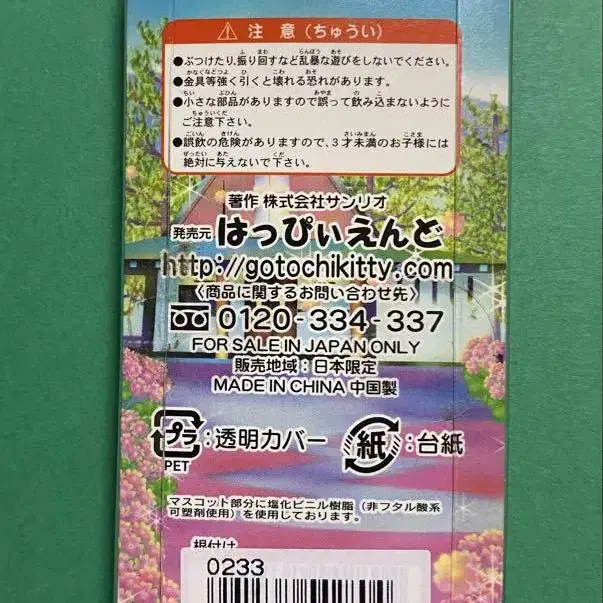 注意(ちゅうい)
●ぶつけたり、振り回すなど乱暴な遊びをしないでください。
●金具等強く引くと壊れる恐れがあります。
●小さな部品がありますので誤って飲み込まないように
ご注意下さい。
●誤飲の危険がありますので、3才未満のお子様には
絶対に与えないで下さい。
著作 株式会社サンリオ
発売元 はっぴぃえんど
http://gotochikitty.com
〈商品に関するお問い合わせ先〉
0120-334-337
FOR SALE IN JAPAN ONLY
販売地域:日本限定
MADE IN CHINA 中国製
プラ:透明カバー 紙:台紙
PET
マスコット部分に塩化ビニル樹脂(非フタル酸系
可塑剤使用)を使用しております。
根付け
0233